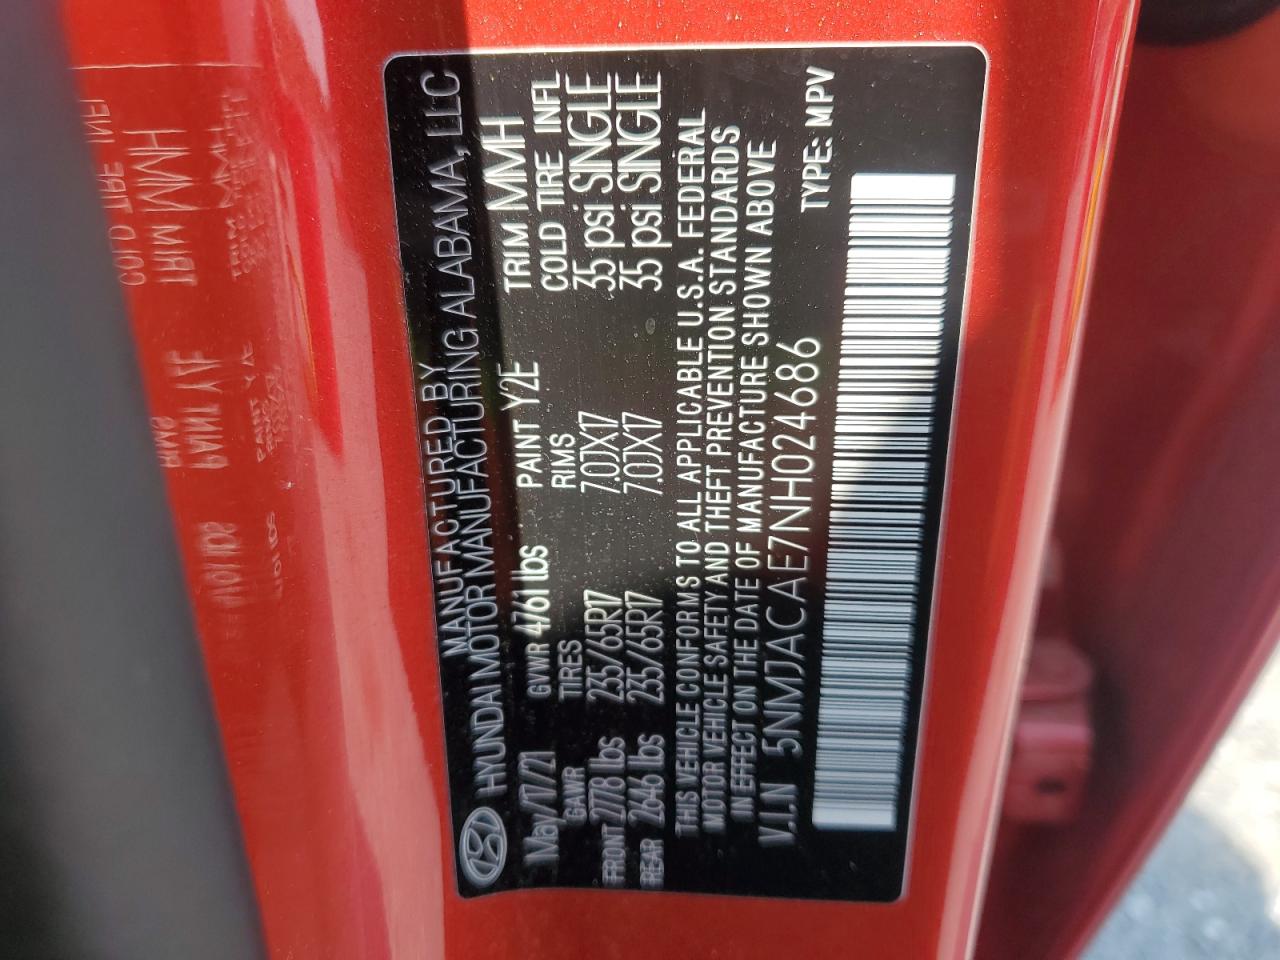 MANUFACTURED BY
HYUNDAI MOTOR MANUFACTURING ALABAMA, LLC
May/17/21 GVWR 4761 lbs PAINT Y2E TRIM MMH
GAWR TIRES RIMS COLD TIRE INFL
FRONT 2778 lbs 235/65R17 7.0JX17 35 psi SINGLE
REAR 2646 lbs 235/65R17 7.0JX17 35 psi SINGLE
THIS VEHICLE CONFORMS TO ALL APPLICABLE U.S.A. FEDERAL
MOTOR VEHICLE SAFETY AND THEFT PREVENTION STANDARDS
IN EFFECT ON THE DATE OF MANUFACTURE SHOWN ABOVE
V.I.N 5NMJACAE7NH024686 TYPE: MPV